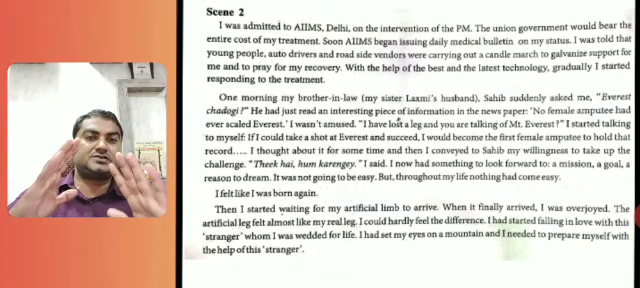 Scene 2
I was admitted to AIIMS, Delhi, on the intervention of the PM. The union government would bear the
entire cost of my treatment. Soon AIIMS began issuing daily medical bulletin on my status. I was told that
young people, auto drivers and road side vendors were carrying out a candle march to galvanize support for
me and to pray for my recovery. With the help of the best and the latest technology, gradually I started
responding to the treatment.
One morning my brother-in-law (my sister Laxmi's husband), Sahib suddenly asked me, "Everest
chadogi?" He had just read an interesting piece of information in the news paper: 'No female amputee had
ever scaled Everest.' I wasn't amused. "I have lost a leg and you are talking of Mt. Everest?" I started talking
to myself: If I could take a shot at Everest and succeed, I would become the first female amputee to hold that
record..... I thought about it for some time and then I conveyed to Sahib my willingness to take up the
challenge. "Theek hai, hum karengey." I said. I now had something to look forward to: a mission, a goal, a
reason to dream. It was not going to be easy. But, throughout my life nothing had come easy.
I felt like I was born again.
Then I started waiting for my artificial limb to arrive. When it finally arrived, I was overjoyed. The
artificial leg felt almost like my real leg. I could hardly feel the difference. I had started falling in love with this
'stranger' whom I was wedded for life. I had set my eyes on a mountain and I needed to prepare myself with
the help of this 'stranger'.